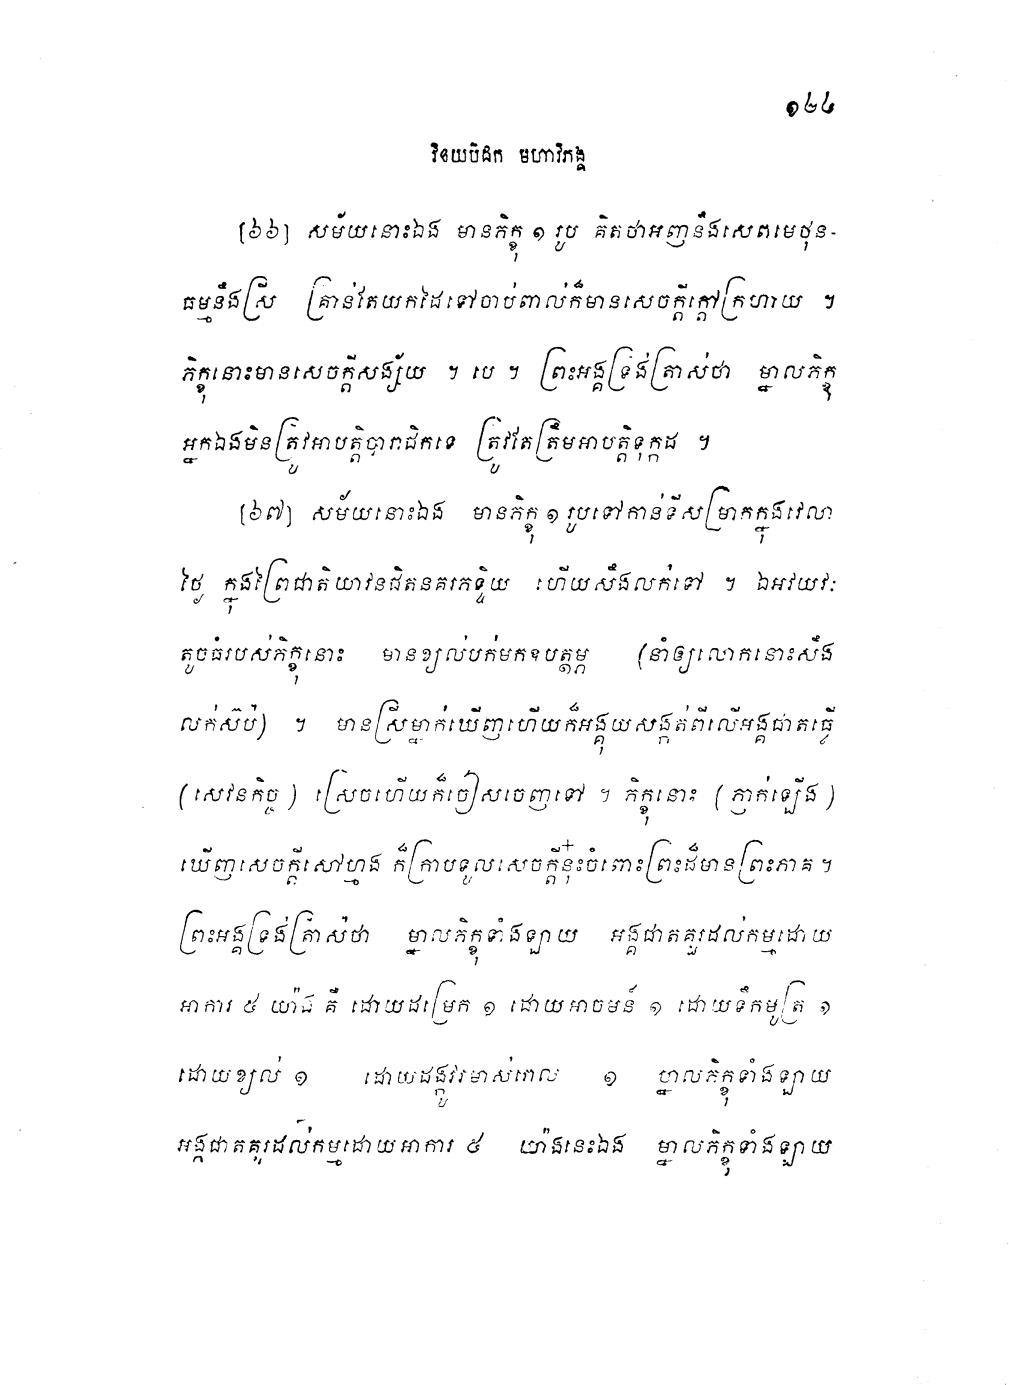 ១៤៤
វិនយបិដក មហាវិភង្គ
[៦៦] សម័យនោះឯង មានភិក្ខុ ១ រូប គិតថាអញនឹងសេពមេថុន-
ធម្មនឹងស្រី គ្រាន់តែយកដៃទៅចាប់ពាល់ក៏មានសេចក្តីក្តៅក្រហាយ ។
ភិក្ខុនោះមានសេចក្តីសង្ស័យ ។ បេ ។ ព្រះអង្គទ្រង់ត្រាស់ថា ម្នាលភិក្ខុ
អ្នកឯងមិនត្រូវអាបត្តិបារាជិកទេ ត្រូវតែត្រឹមអាបត្តិទុក្កដ ។
[៦៧] សម័យនោះឯង មានភិក្ខុ ១ រូបទៅកាន់ទីសម្រាកក្នុងវេលា
ថ្ងៃ ក្នុងព្រៃជាតិយាវនជិតនគរភទ្ទិយ ហើយសឹងលក់ទៅ ។ ឯអវយវៈ
តូចធំរបស់ភិក្ខុនោះ មានខ្យល់បក់មកឧបត្ថម្ភ (នាំឲ្យលោកនោះសឹង
លក់ស៊ប់) ។ មានស្រីម្នាក់ឃើញហើយក៏អង្គុយសង្កត់ពីលើអង្គជាតធ្វើ
(សេវនកិច្ច) ស្រេចហើយក៏ចៀសចេញទៅ ។ ភិក្ខុនោះ (ភ្ញាក់ឡើង)
ឃើញសេចក្តីសៅហ្មង ក៏ក្រាបទូលសេចក្តីនុ៎ះចំពោះព្រះដ៏មានព្រះភាគ ។
ព្រះអង្គទ្រង់ត្រាស់ថា ម្នាលភិក្ខុទាំងឡាយ អង្គជាតគួរដល់កម្មដោយ
អាការ ៥ យ៉ាង គឺ ដោយដម្រេក ១ ដោយអាចមន៍ ១ ដោយទឹកមូត្រ ១
ដោយខ្យល់ ១ ដោយដង្កូវរមាស់ពាល ១ ម្នាលភិក្ខុទាំងឡាយ
អង្គជាតគួរដល់កម្មដោយអាការ ៥ យ៉ាងនេះឯង ម្នាលភិក្ខុទាំងឡាយ